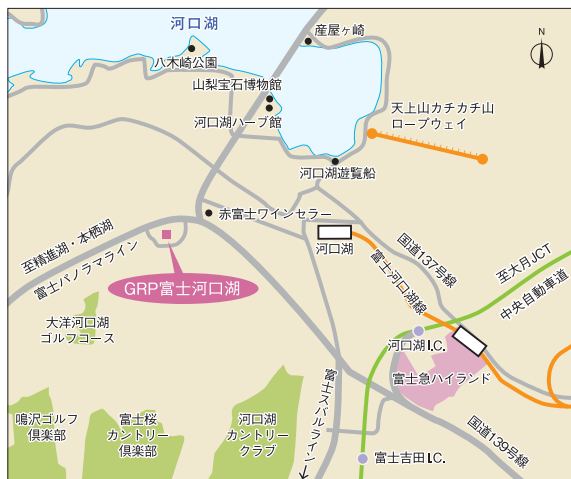 河口湖
産屋ヶ崎
N
八木崎公園
山梨宝石博物館
河口湖ハーブ館
天上山カチカチ山
ロープウェイ
河口湖遊覧船
赤富士ワインセラー
河口湖
国道137号線
至精進湖・本栖湖
富士パノラマライン
富士河口湖線
至大月JCT
中央自動車道
GRP富士河口湖
大洋河口湖
ゴルフコース
河口湖I.C.
富士急ハイランド
富士スバルライン
鳴沢ゴルフ
倶楽部
富士桜
カントリー
倶楽部
河口湖
カントリー
クラブ
国道139号線
富士吉田I.C.